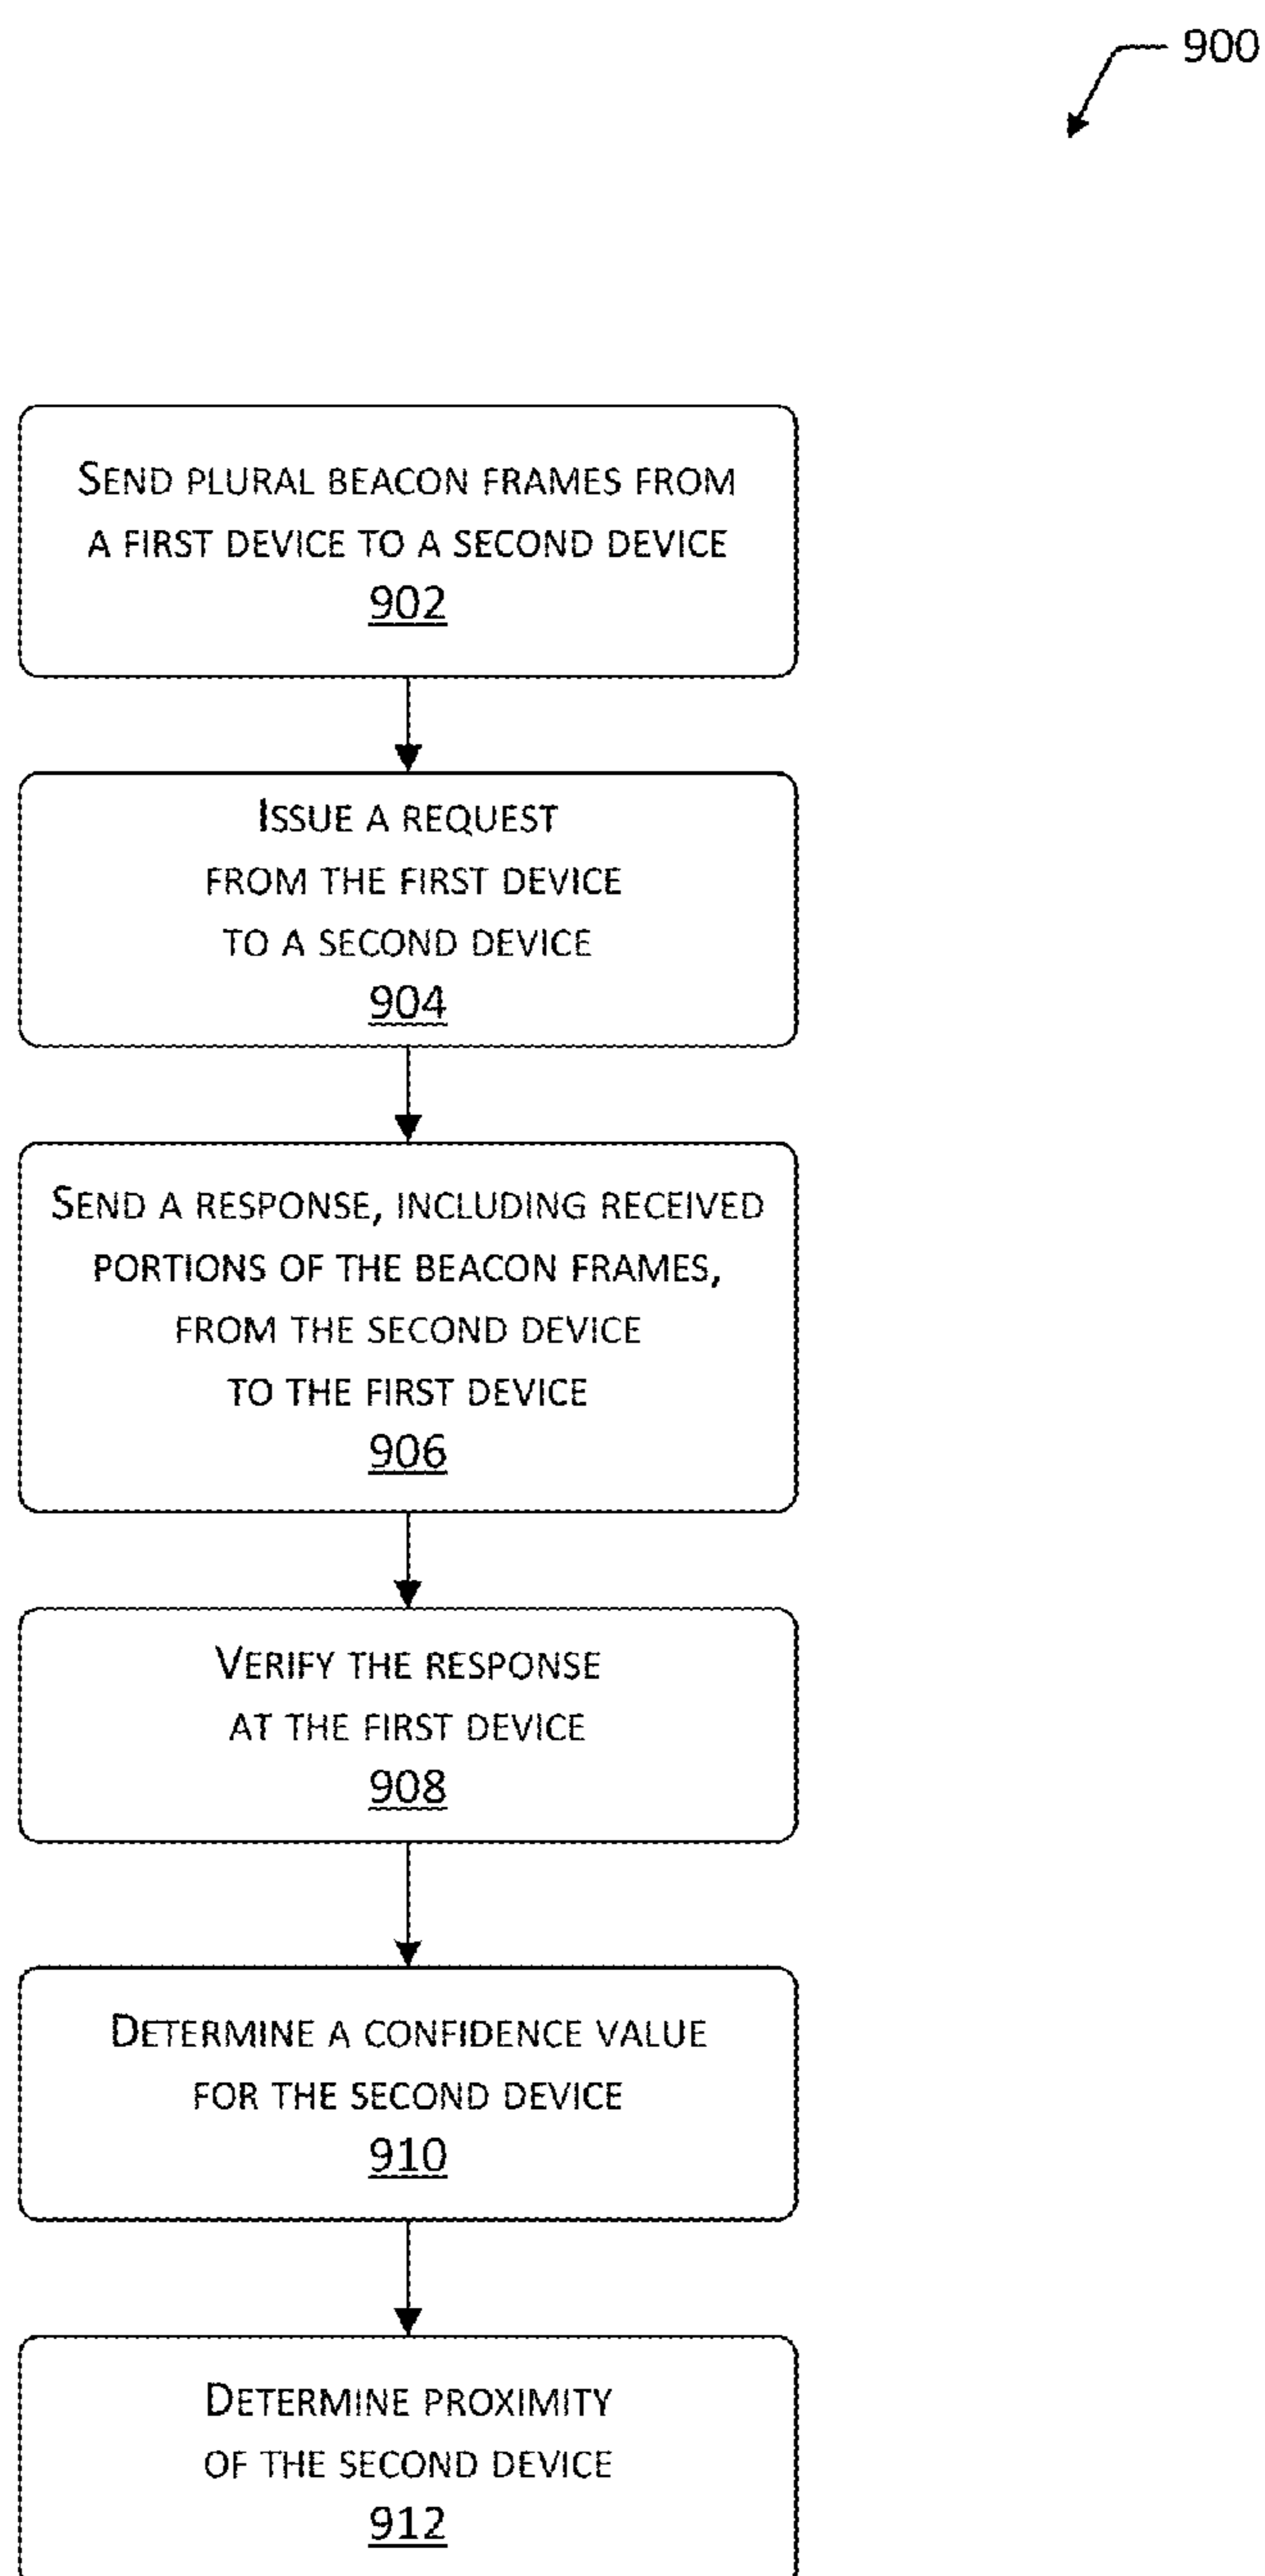 900
SEND PLURAL BEACON FRAMES FROM
A FIRST DEVICE TO A SECOND DEVICE
902
ISSUE A REQUEST
FROM THE FIRST DEVICE
TO A SECOND DEVICE
904
SEND A RESPONSE, INCLUDING RECEIVED
PORTIONS OF THE BEACON FRAMES,
FROM THE SECOND DEVICE
TO THE FIRST DEVICE
906
VERIFY THE RESPONSE
AT THE FIRST DEVICE
908
DETERMINE A CONFIDENCE VALUE
FOR THE SECOND DEVICE
910
DETERMINE PROXIMITY
OF THE SECOND DEVICE
912